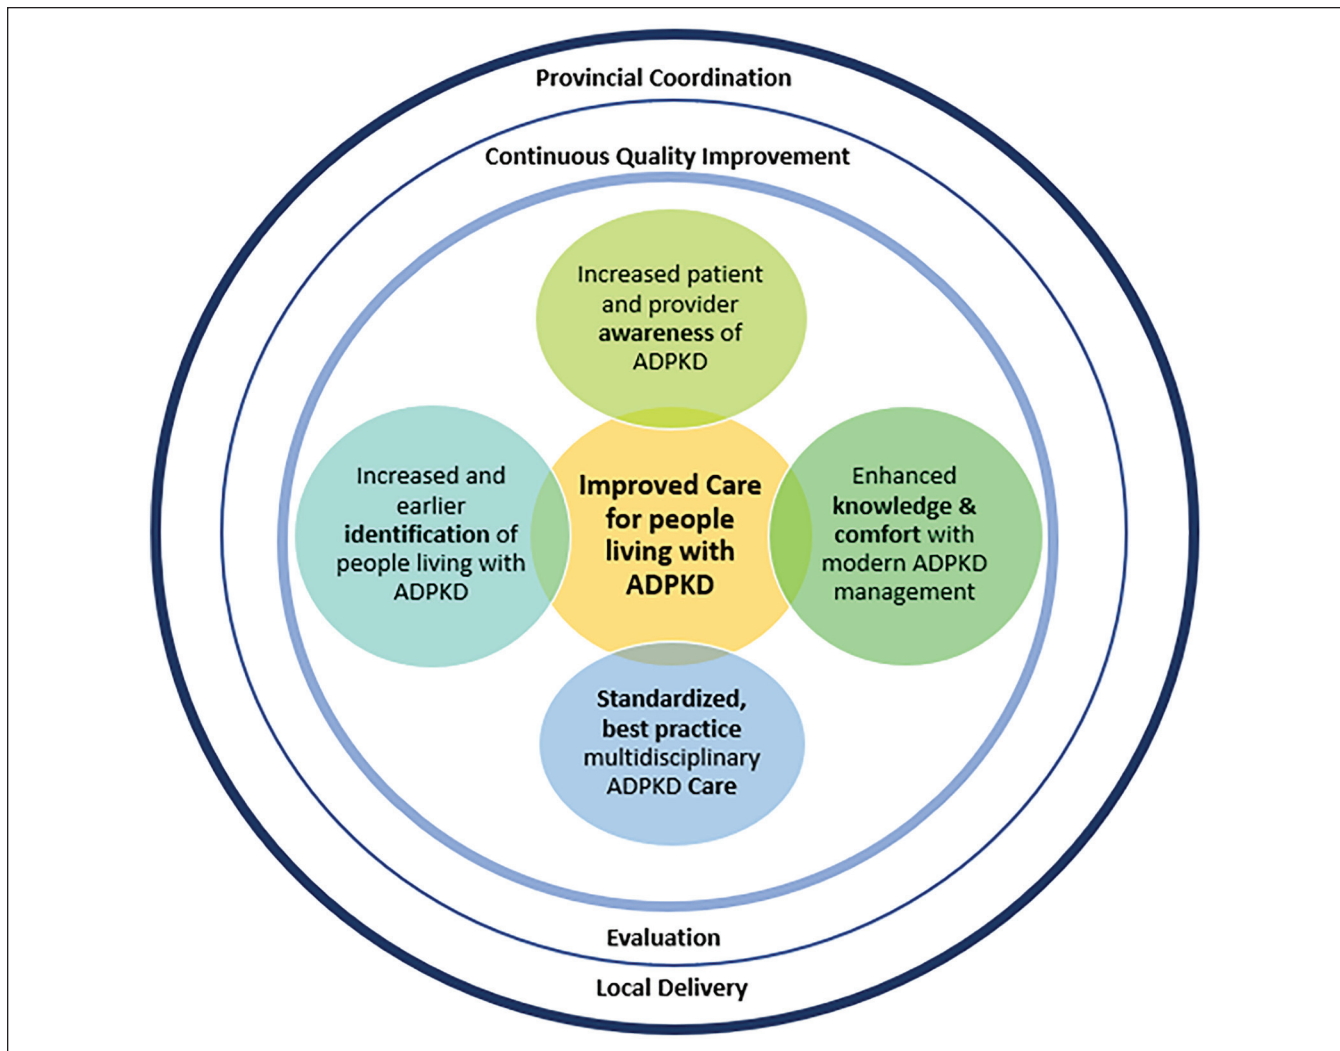 Provincial Coordination
Continuous Quality Improvement
Increased patient
and provider
awareness of
ADPKD
Increased and
earlier
identification of
people living with
ADPKD
Improved Care
for people
living with
ADPKD
Enhanced
knowledge &
comfort with
modern ADPKD
management
Standardized,
best practice
multidisciplinary
ADPKD Care
Evaluation
Local Delivery